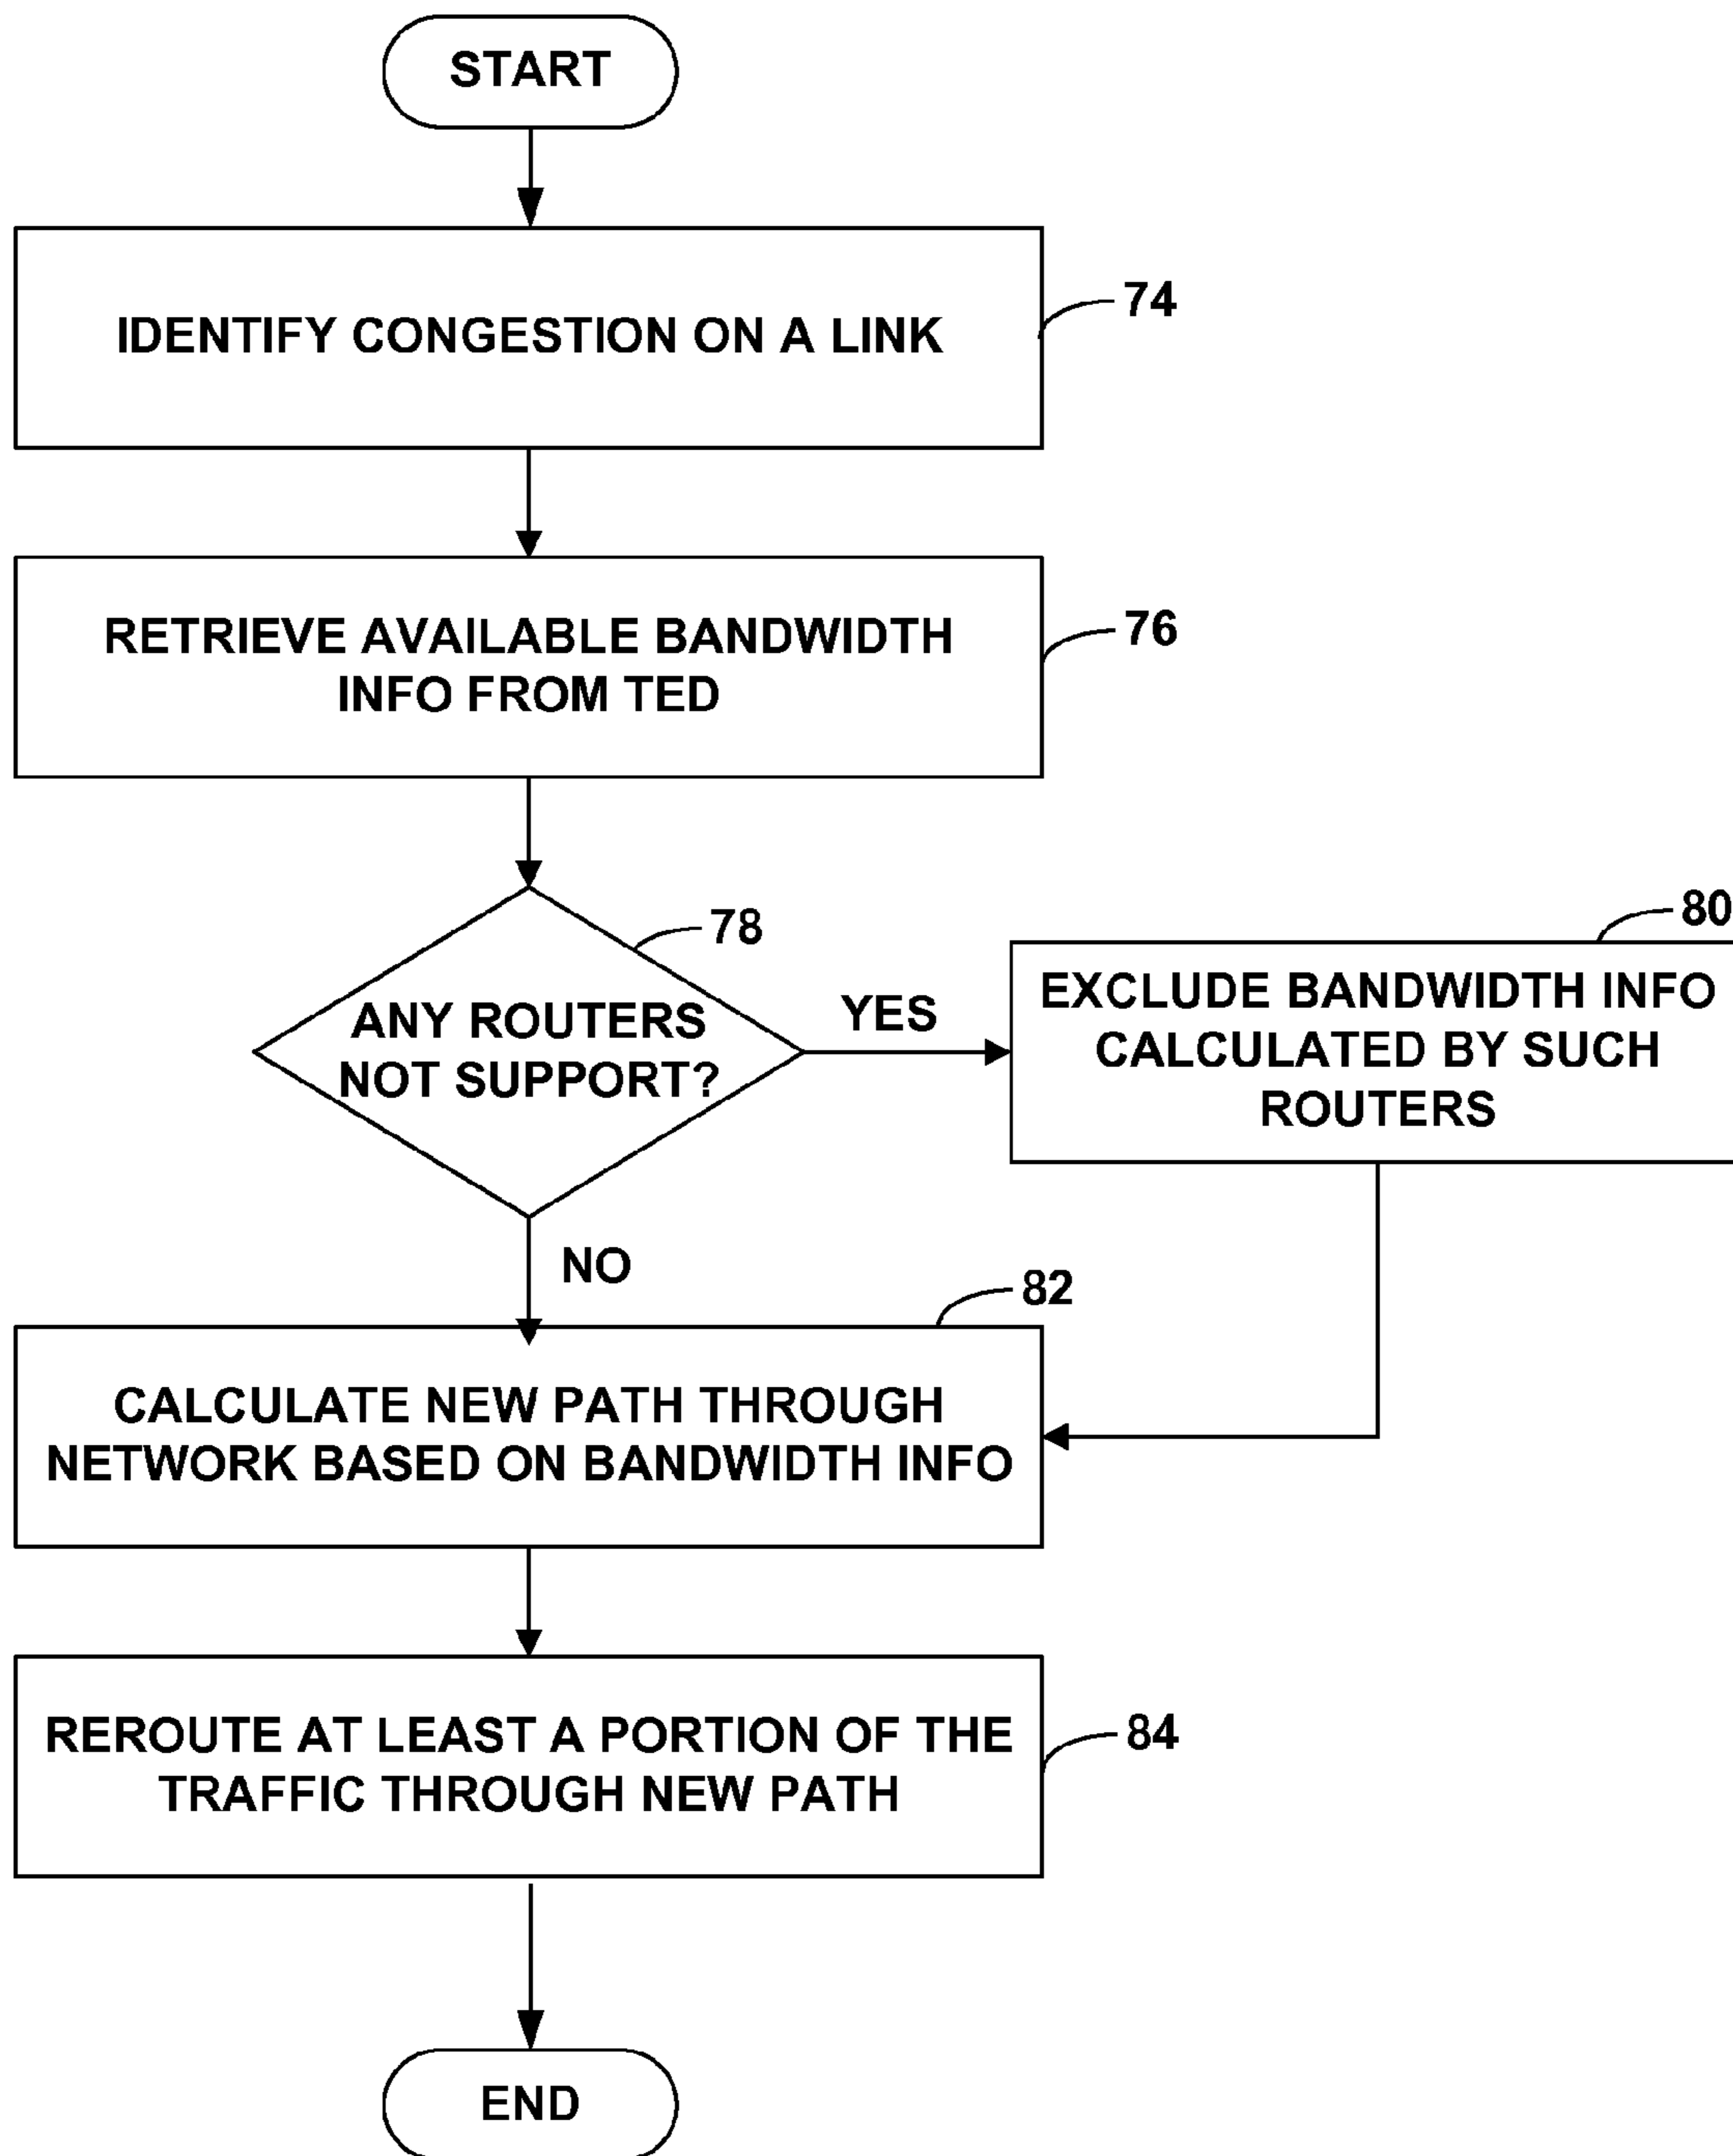 START
IDENTIFY CONGESTION ON A LINK
74
RETRIEVE AVAILABLE BANDWIDTH
INFO FROM TED
76
78
ANY ROUTERS
NOT SUPPORT?
YES
80
EXCLUDE BANDWIDTH INFO
CALCULATED BY SUCH
ROUTERS
NO
82
CALCULATE NEW PATH THROUGH
NETWORK BASED ON BANDWIDTH INFO
REROUTE AT LEAST A PORTION OF THE
TRAFFIC THROUGH NEW PATH
84
END